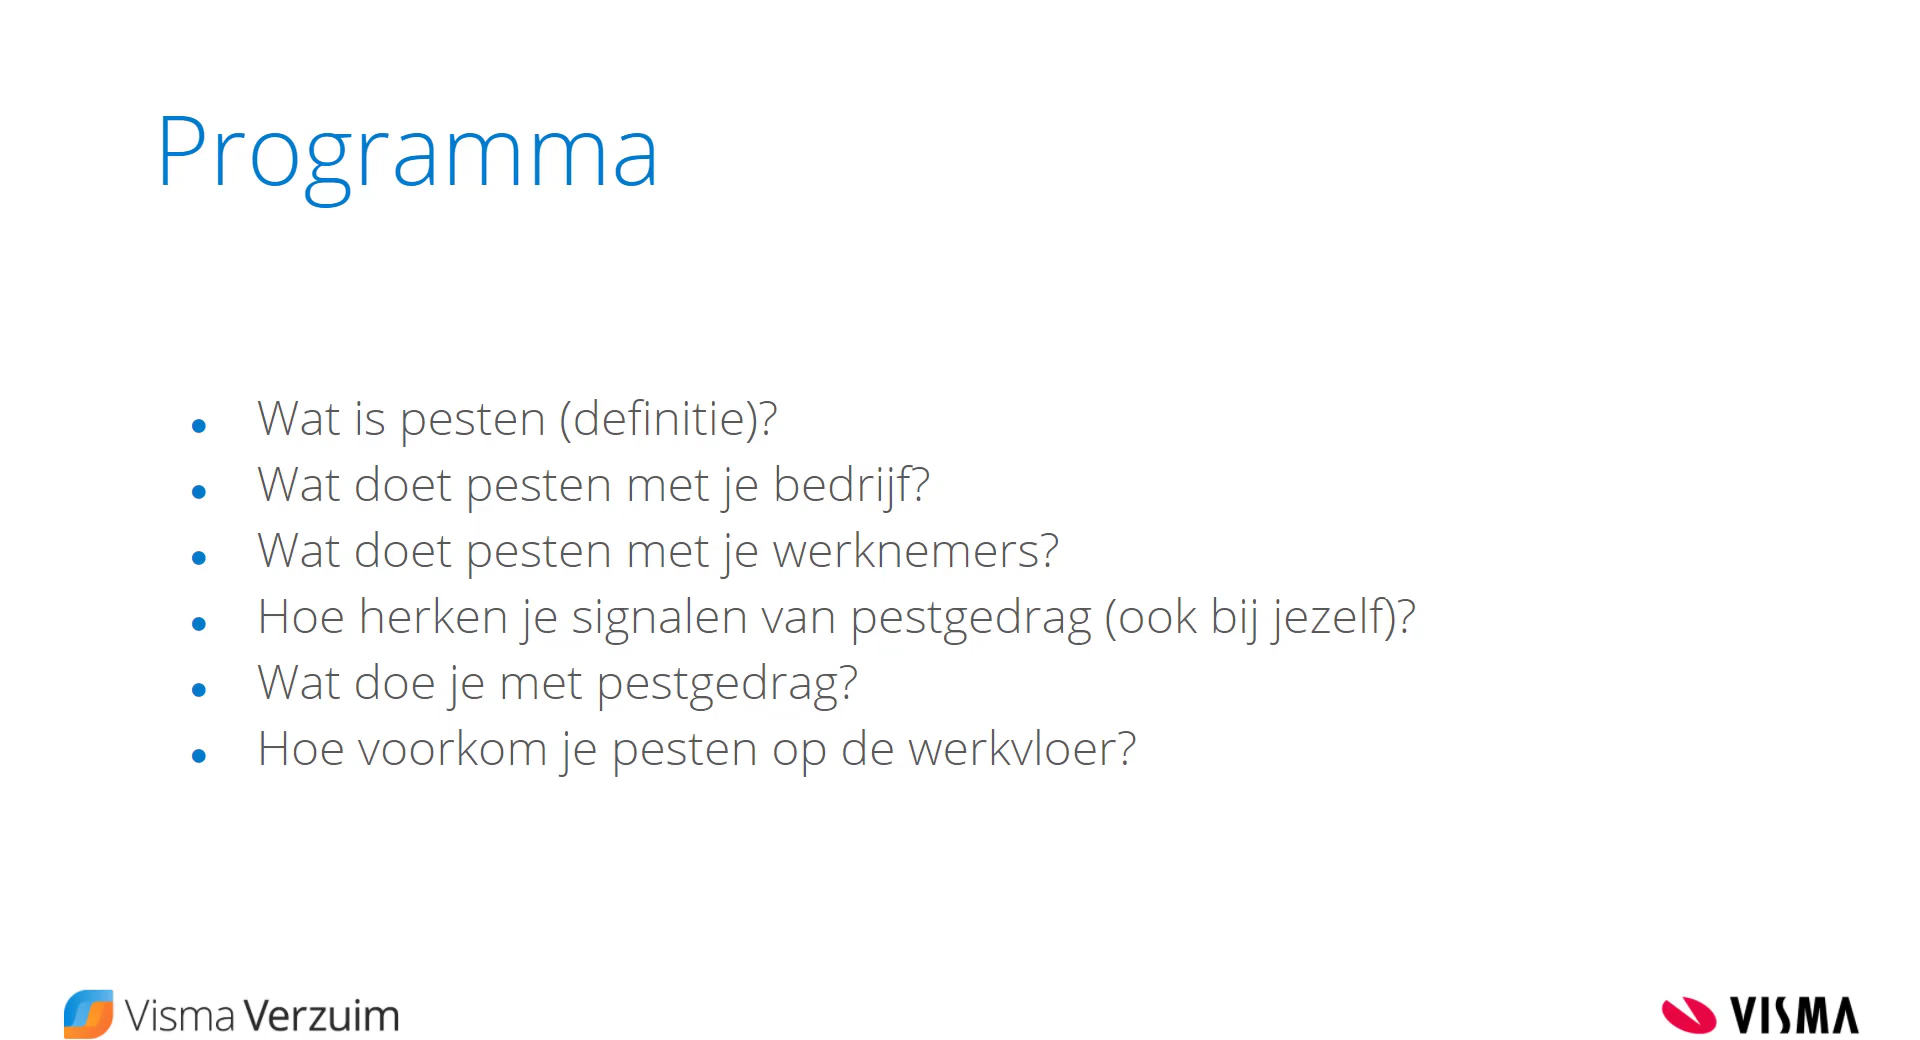 Programma
• Wat is pesten (definitie)?
• Wat doet pesten met je bedrijf?
• Wat doet pesten met je werknemers?
• Hoe herken je signalen van pestgedrag (ook bij jezelf)?
• Wat doe je met pestgedrag?
• Hoe voorkom je pesten op de werkvloer?
Visma Verzuim
VISMA